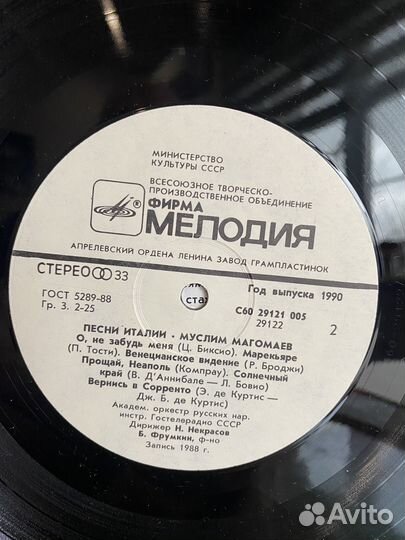 МИНИСТЕРСТВО
КУЛЬТУРЫ СССР
ВСЕСОЮЗНОЕ ТВОРЧЕСКО-
ПРОИЗВОДСТВЕННОЕ ОБЪЕДИНЕНИЕ
ФИРМА
МЕЛОДИЯ
АПРЕЛЕВСКИЙ ОРДЕНА ЛЕНИНА ЗАВОД ГРАМПЛАСТИНОК
СТЕРЕО 33
ГОСТ 5289-88
Гр. 3. 2-25
Год выпуска 1990
С60 29121 005
29122
2
ПЕСНИ ИТАЛИИ · МУСЛИМ МАГОМАЕВ
О, не забудь меня (Ц. Биксио). Марекьяре
(П. Тости). Венецианское видение (Р. Броджи)
Прощай, Неаполь (Компрау). Солнечный
край (В. Д'Аннибале — Л. Бовио)
Вернись в Сорренто (Э. де Куртис —
Дж. Б. де Куртис)
Академ. оркестр русских нар.
инстр. Гостелерадио СССР
Дирижер Н. Некрасов
Б. Фрумкин, ф-но
Запись 1988 г.
Avito